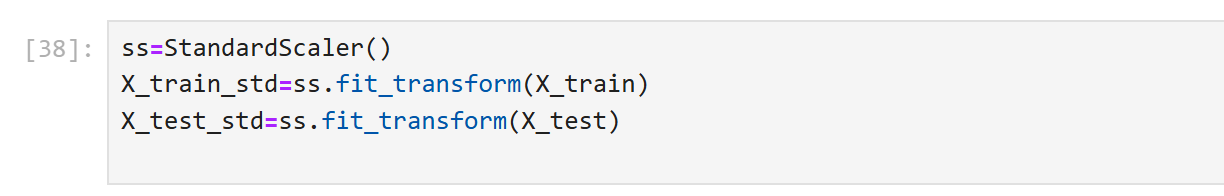 [38]: ss=StandardScaler()
X_train_std=ss.fit_transform(X_train)
X_test_std=ss.fit_transform(X_test)